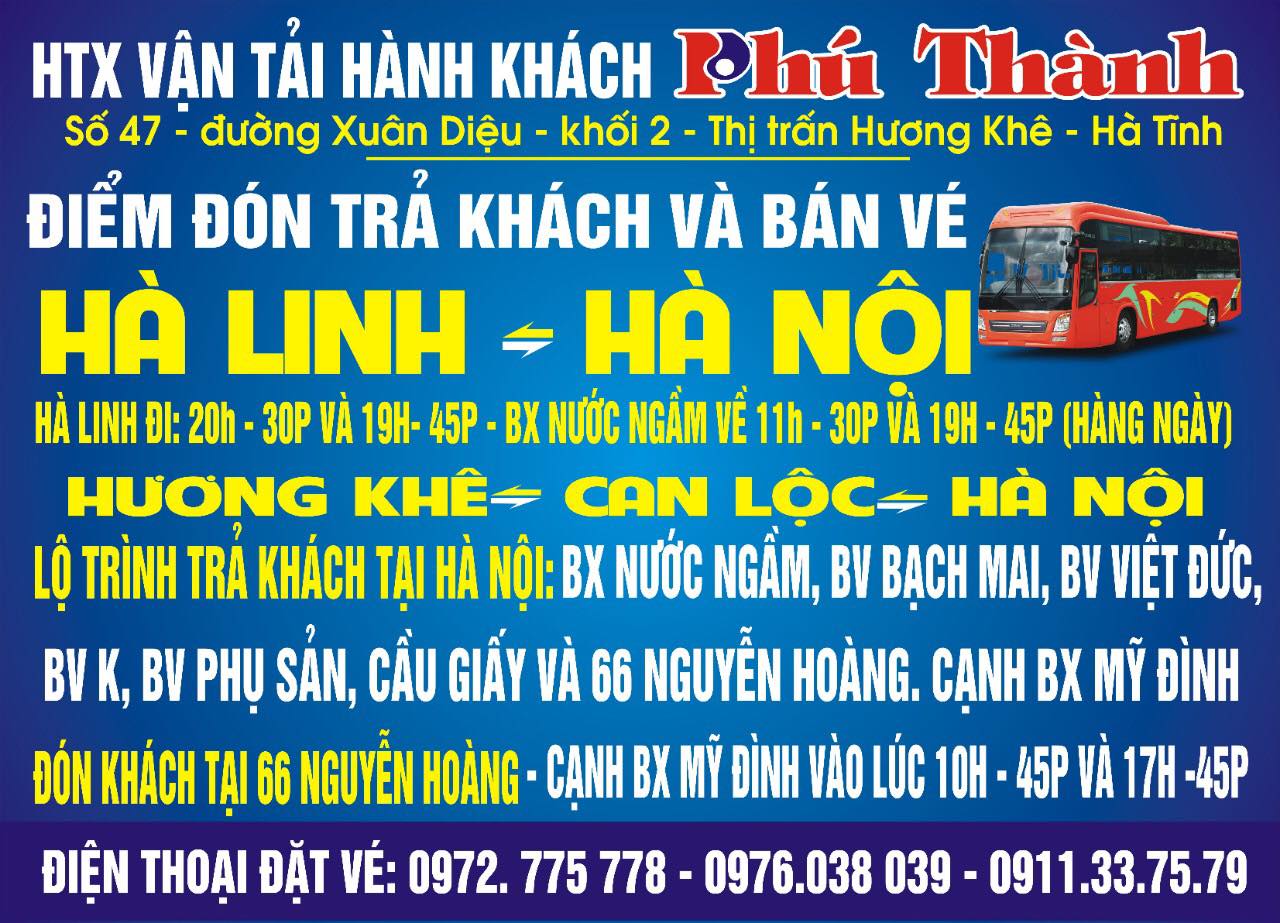 HTX VẬN TẢI HÀNH KHÁCH Phú Thành
Số 47 - đường Xuân Diệu - khối 2 - Thị trấn Hương Khê - Hà Tĩnh
ĐIỂM ĐÓN TRẢ KHÁCH VÀ BÁN VÉ
HÀ LINH ⇌ HÀ NỘI
HÀ LINH ĐI: 20h - 30P VÀ 19H- 45P - BX NƯỚC NGẦM VỀ 11h - 30P VÀ 19H - 45P (HÀNG NGÀY)
HƯƠNG KHÊ ⇌ CAN LỘC ⇌ HÀ NỘI
LỘ TRÌNH TRẢ KHÁCH TẠI HÀ NỘI: BX NƯỚC NGẦM, BV BẠCH MAI, BV VIỆT ĐỨC,
BV K, BV PHỤ SẢN, CẦU GIẤY VÀ 66 NGUYỄN HOÀNG. CẠNH BX MỸ ĐÌNH
ĐÓN KHÁCH TẠI 66 NGUYỄN HOÀNG - CẠNH BX MỸ ĐÌNH VÀO LÚC 10H - 45P VÀ 17H -45P
ĐIỆN THOẠI ĐẶT VÉ: 0972. 775 778 - 0976.038 039 - 0911.33.75.79